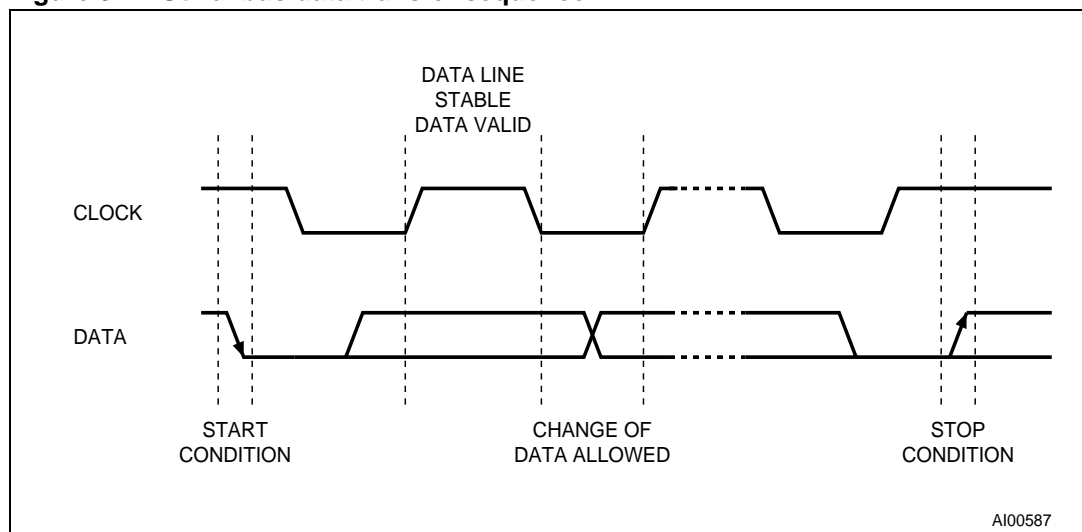 DATA LINE
STABLE
DATA VALID
CLOCK
DATA
START
CONDITION
CHANGE OF
DATA ALLOWED
STOP
CONDITION
AI00587